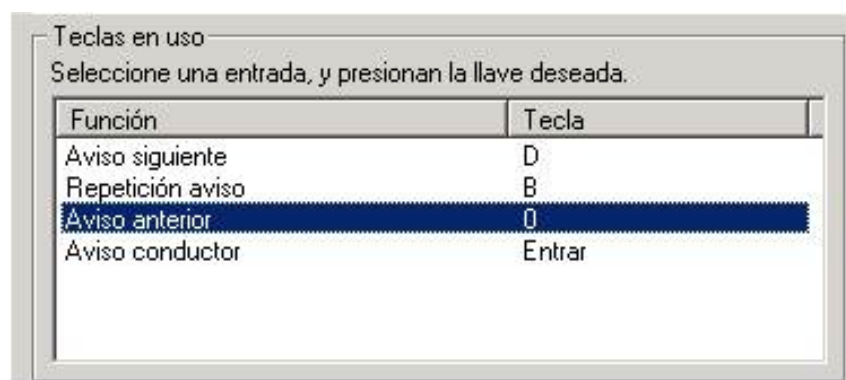 Teclas en uso
Seleccione una entrada, y presionan la llave deseada.
Función Tecla
Aviso siguiente D
Repetición aviso B
Aviso anterior 0
Aviso conductor Entrar